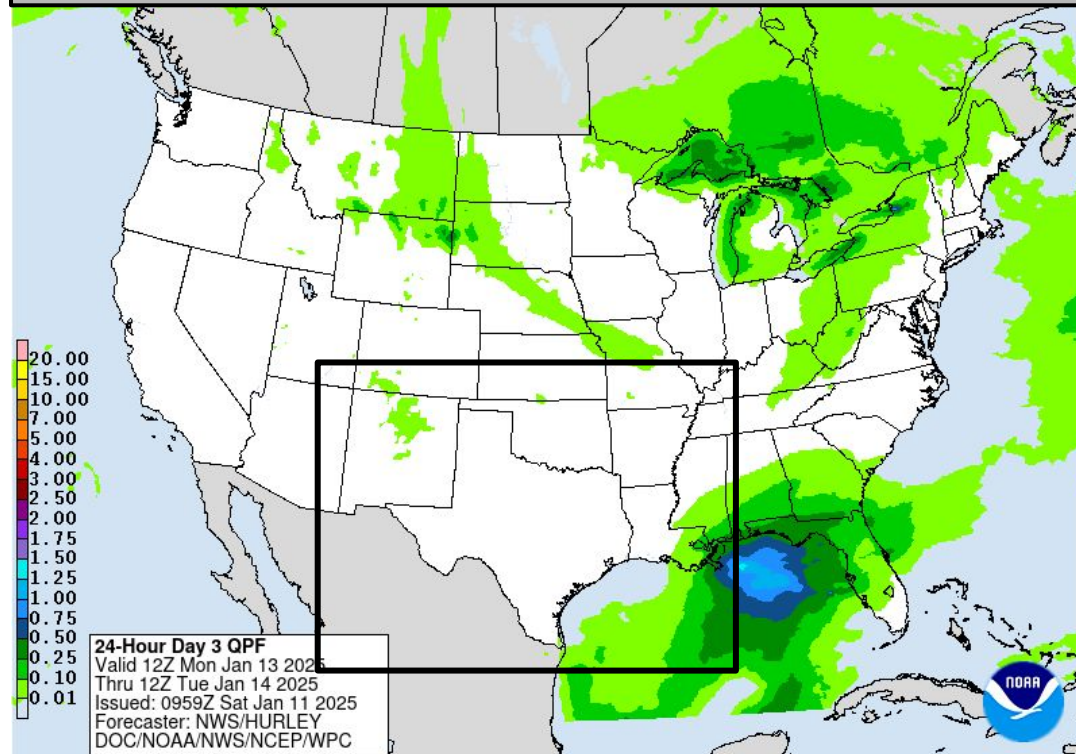 20.00
15.00
10.00
7.00
5.00
4.00
3.00
2.50
2.00
1.75
1.50
1.25
1.00
0.75
0.50
0.25
0.10
0.01
24-Hour Day 3 QPF
Valid 12Z Mon Jan 13 2025
Thru 12Z Tue Jan 14 2025
Issued: 0959Z Sat Jan 11 2025
Forecaster: NWS/HURLEY
DOC/NOAA/NWS/NCEP/WPC
NOAA